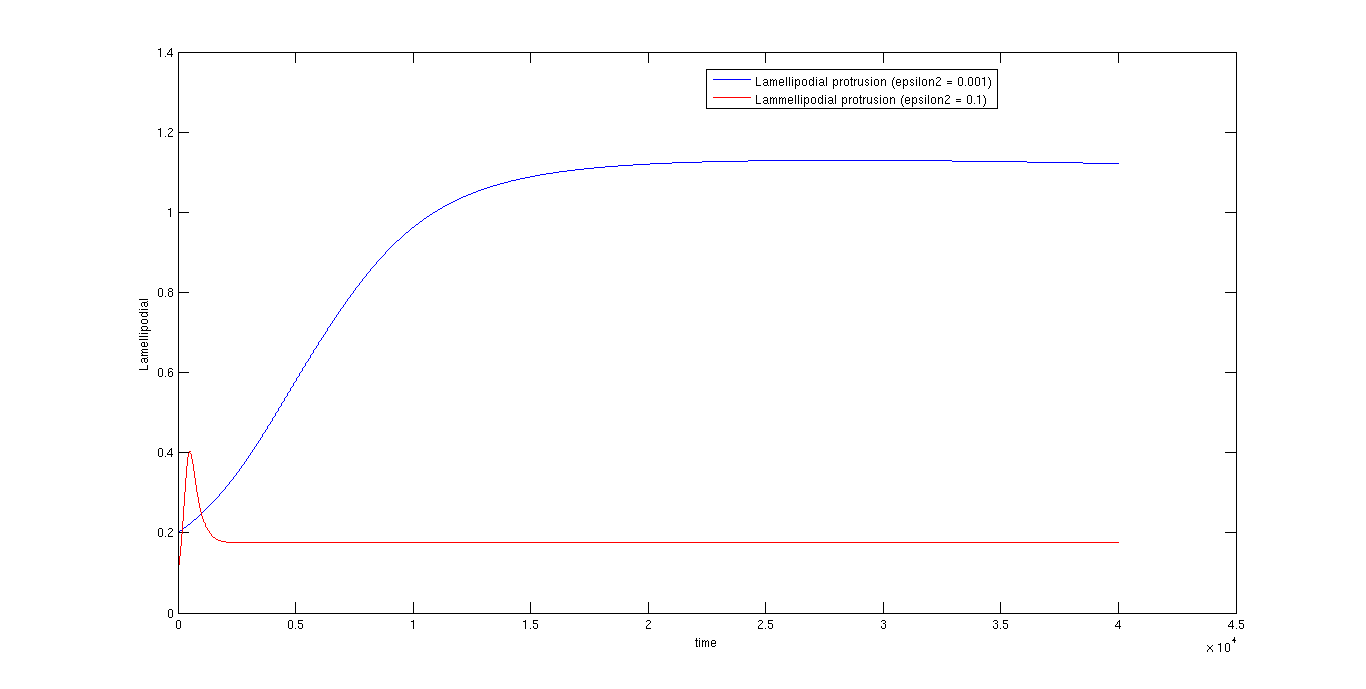 1.4
1.2
1
0.8
0.6
0.4
0.2
0
Lamellipodial
Lamellipodial protrusion (epsilon2 = 0.001)
Lammellipodial protrusion (epsilon2 = 0.1)
0 0.5 1 1.5 2 2.5 3 3.5 4 4.5
time
× 10^4